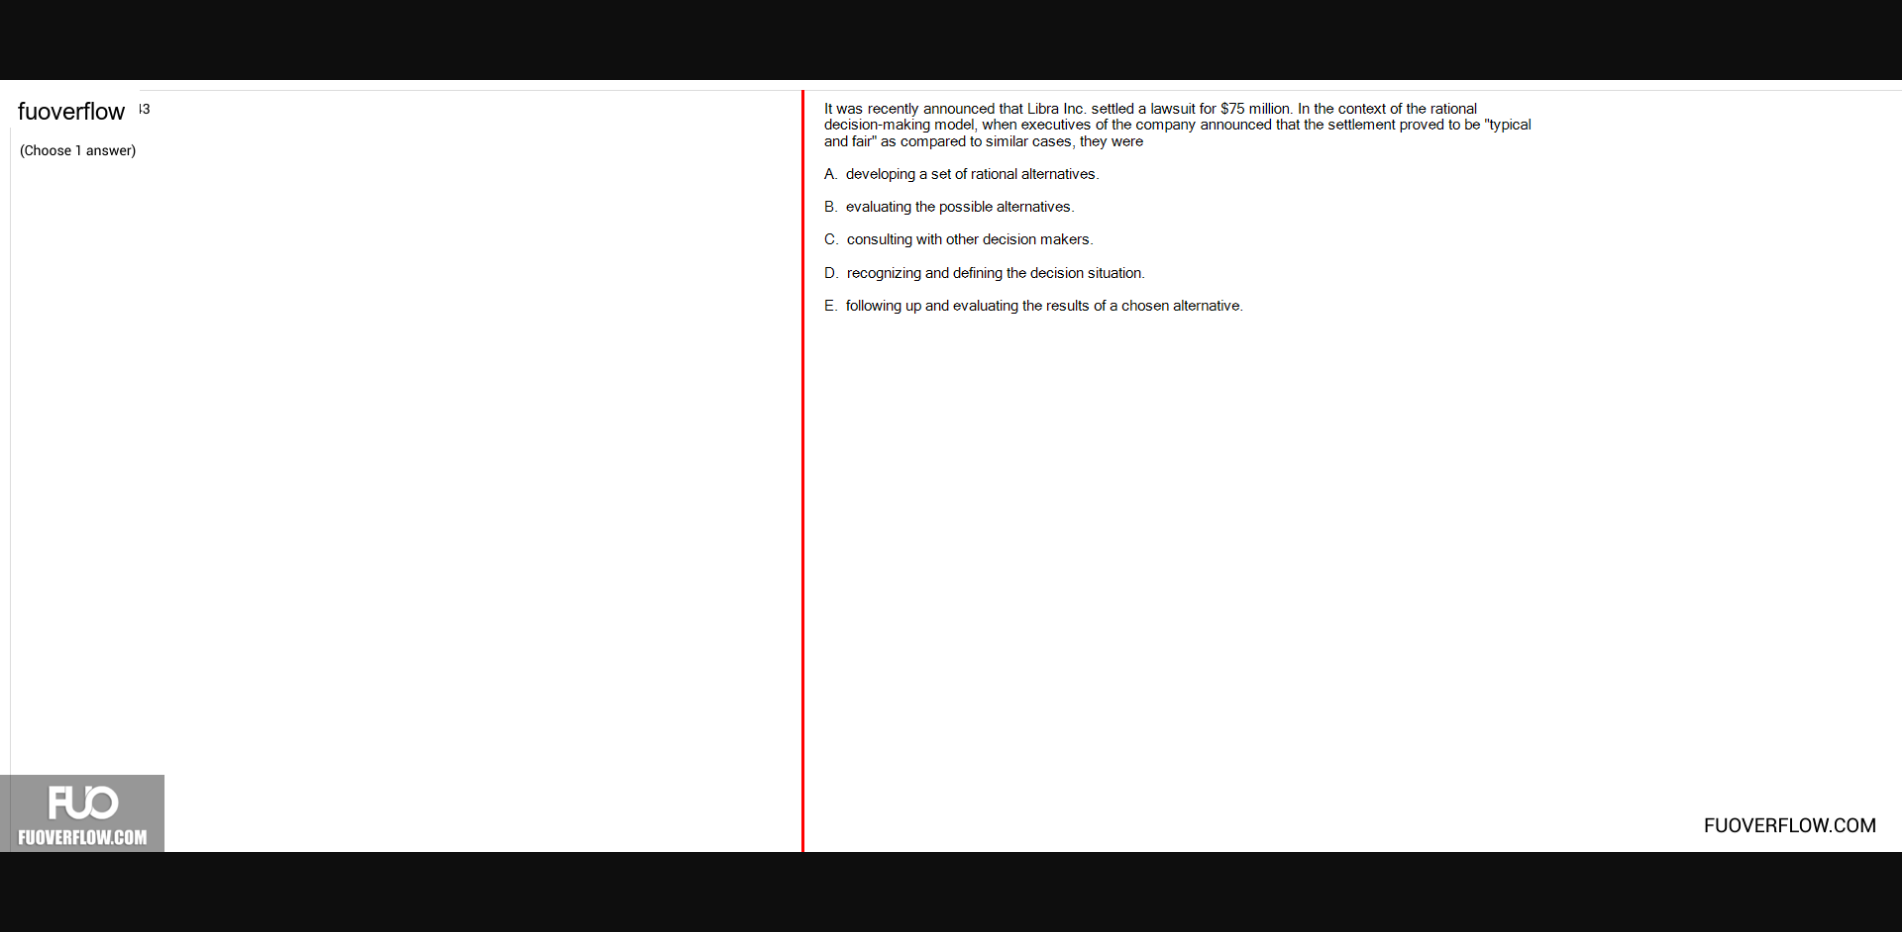 fuoverflow 13
(Choose 1 answer)
It was recently announced that Libra Inc. settled a lawsuit for $75 million. In the context of the rational
decision-making model, when executives of the company announced that the settlement proved to be "typical
and fair" as compared to similar cases, they were
A. developing a set of rational alternatives.
B. evaluating the possible alternatives.
C. consulting with other decision makers.
D. recognizing and defining the decision situation.
E. following up and evaluating the results of a chosen alternative.
FUO
FUOVERFLOW.COM
FUOVERFLOW.COM